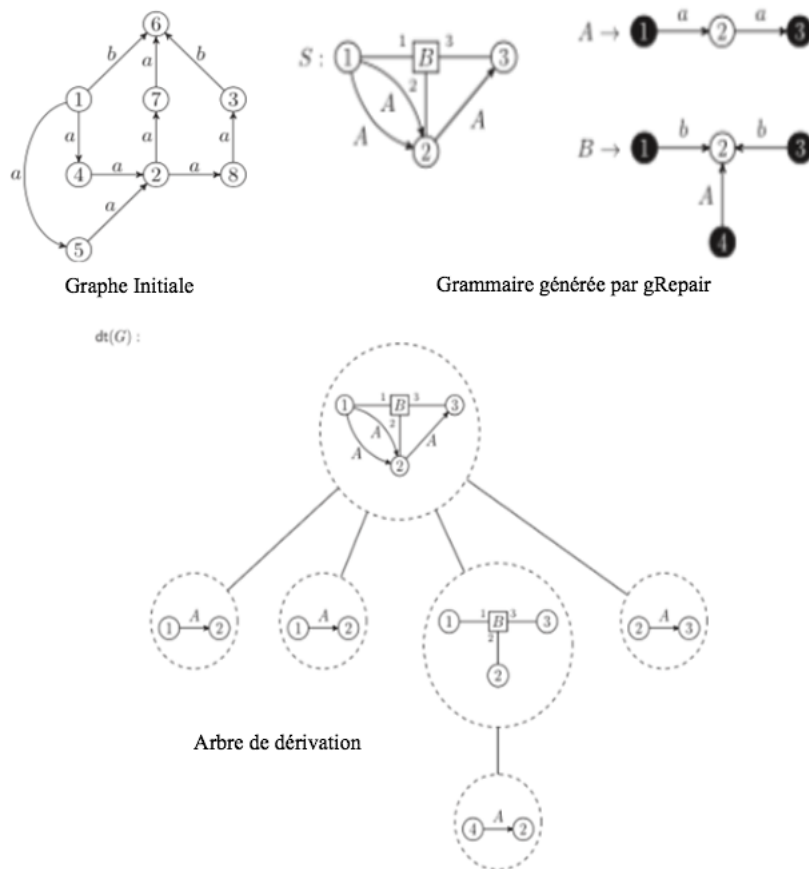 6
b a b
1 7 3
a a a a
4 a 2 a 8
a
5
Graphe Initiale
S : 1 1 B 3 3
2
A A A
2
A → 1 a 2 a 3
B → 1 b 2 b 3
A
4
Grammaire générée par gRepair
dt(G) :
1 1 B 3 3
2
A A A
2
1 A 2
1 A 2
1 1 B 3 3
2
2
2 A 3
Arbre de dérivation
4 A 2